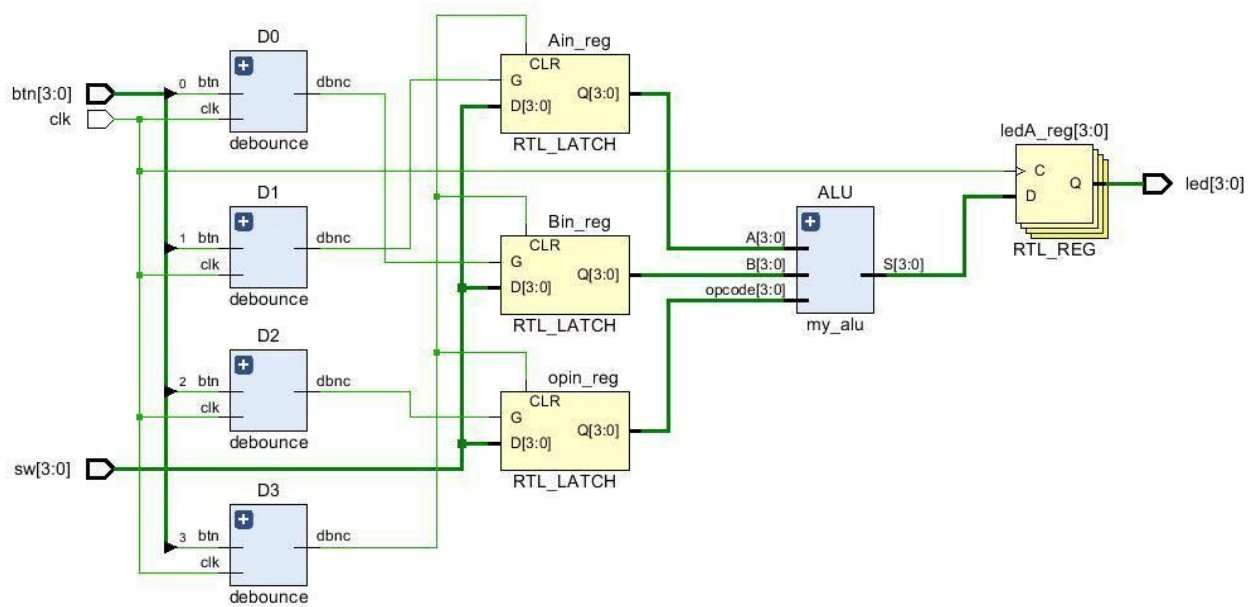 btn[3:0]
clk
sw[3:0]
D0
0 btn
clk
dbnc
debounce
D1
1 btn
clk
dbnc
debounce
D2
2 btn
clk
dbnc
debounce
D3
3 btn
clk
dbnc
debounce
Ain_reg
CLR
G
D[3:0]
Q[3:0]
RTL_LATCH
Bin_reg
CLR
G
D[3:0]
Q[3:0]
RTL_LATCH
opin_reg
CLR
G
D[3:0]
Q[3:0]
RTL_LATCH
ALU
A[3:0]
B[3:0]
opcode[3:0]
S[3:0]
my_alu
ledA_reg[3:0]
C
D
Q
RTL_REG
led[3:0]